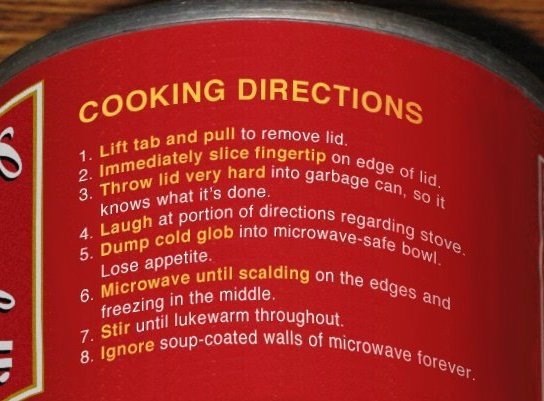 COOKING DIRECTIONS
1. Lift tab and pull to remove lid.
2. Immediately slice fingertip on edge of lid.
3. Throw lid very hard into garbage can, so it
knows what it's done.
4. Laugh at portion of directions regarding stove.
5. Dump cold glob into microwave-safe bowl.
Lose appetite.
6. Microwave until scalding on the edges and
freezing in the middle.
7. Stir until lukewarm throughout.
8. Ignore soup-coated walls of microwave forever.